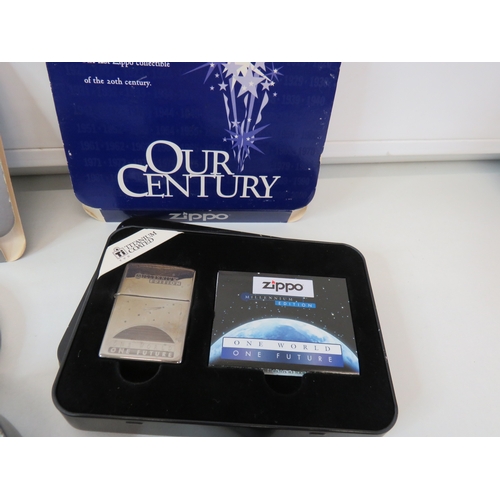 last Zippo collectible
of the 20th century.
OUR
CENTURY
zippo
TITANIUM
COATED
EDITION
ONE FUTURE
zippo
MILLENNIUM
EDITION
ONE WORLD
ONE FUTURE